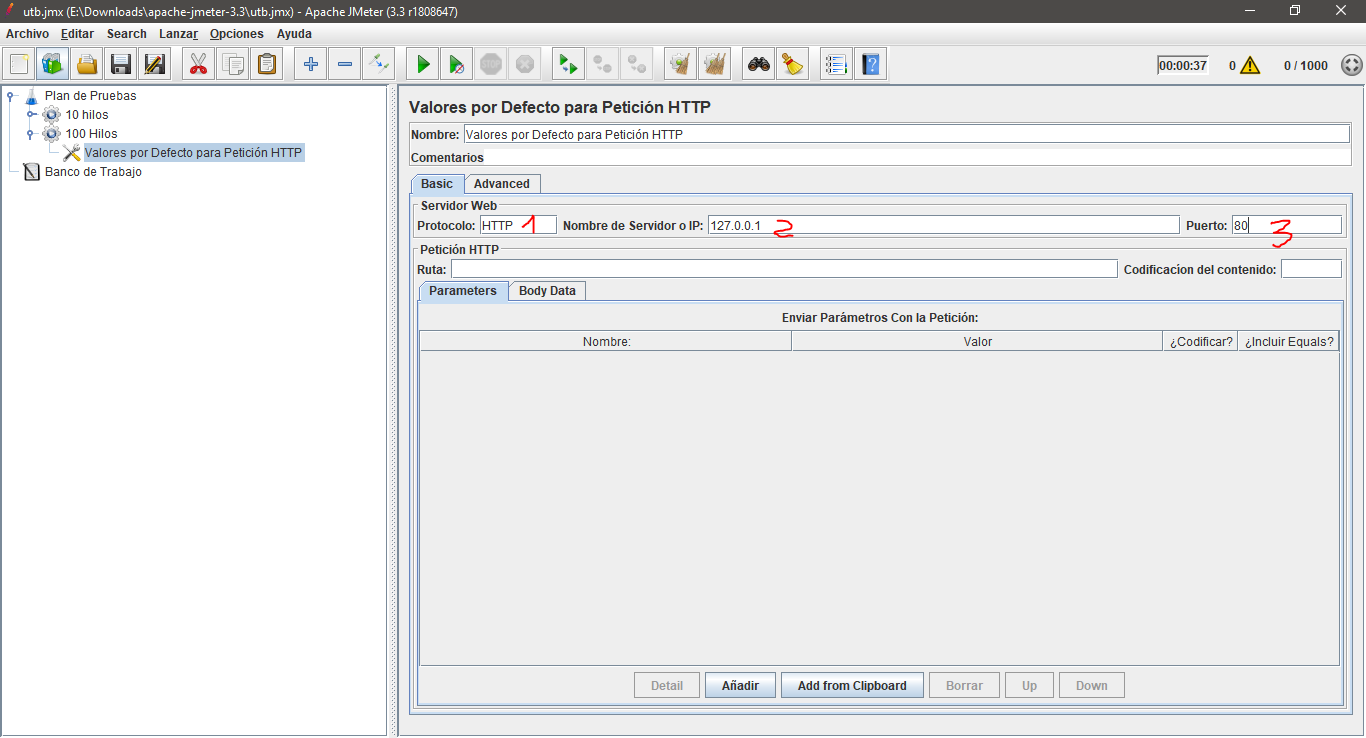 utb.jmx (E:\Downloads\apache-jmeter-3.3\utb.jmx) - Apache JMeter (3.3 r1808647)
Archivo Editar Search Lanzar Opciones Ayuda
STOP 00:00:37 0 0 / 1000
Plan de Pruebas
10 hilos
100 Hilos
Valores por Defecto para Petición HTTP
Banco de Trabajo
Valores por Defecto para Petición HTTP
Nombre: Valores por Defecto para Petición HTTP
Comentarios
Basic Advanced
Servidor Web
Protocolo: HTTP 1 Nombre de Servidor o IP: 127.0.0.1 2 Puerto: 80 3
Petición HTTP
Ruta: Codificacíon del contenido:
Parameters Body Data
Enviar Parámetros Con la Petición:
Nombre: Valor ¿Codificar? ¿Incluir Equals?
Detail Añadir Add from Clipboard Borrar Up Down